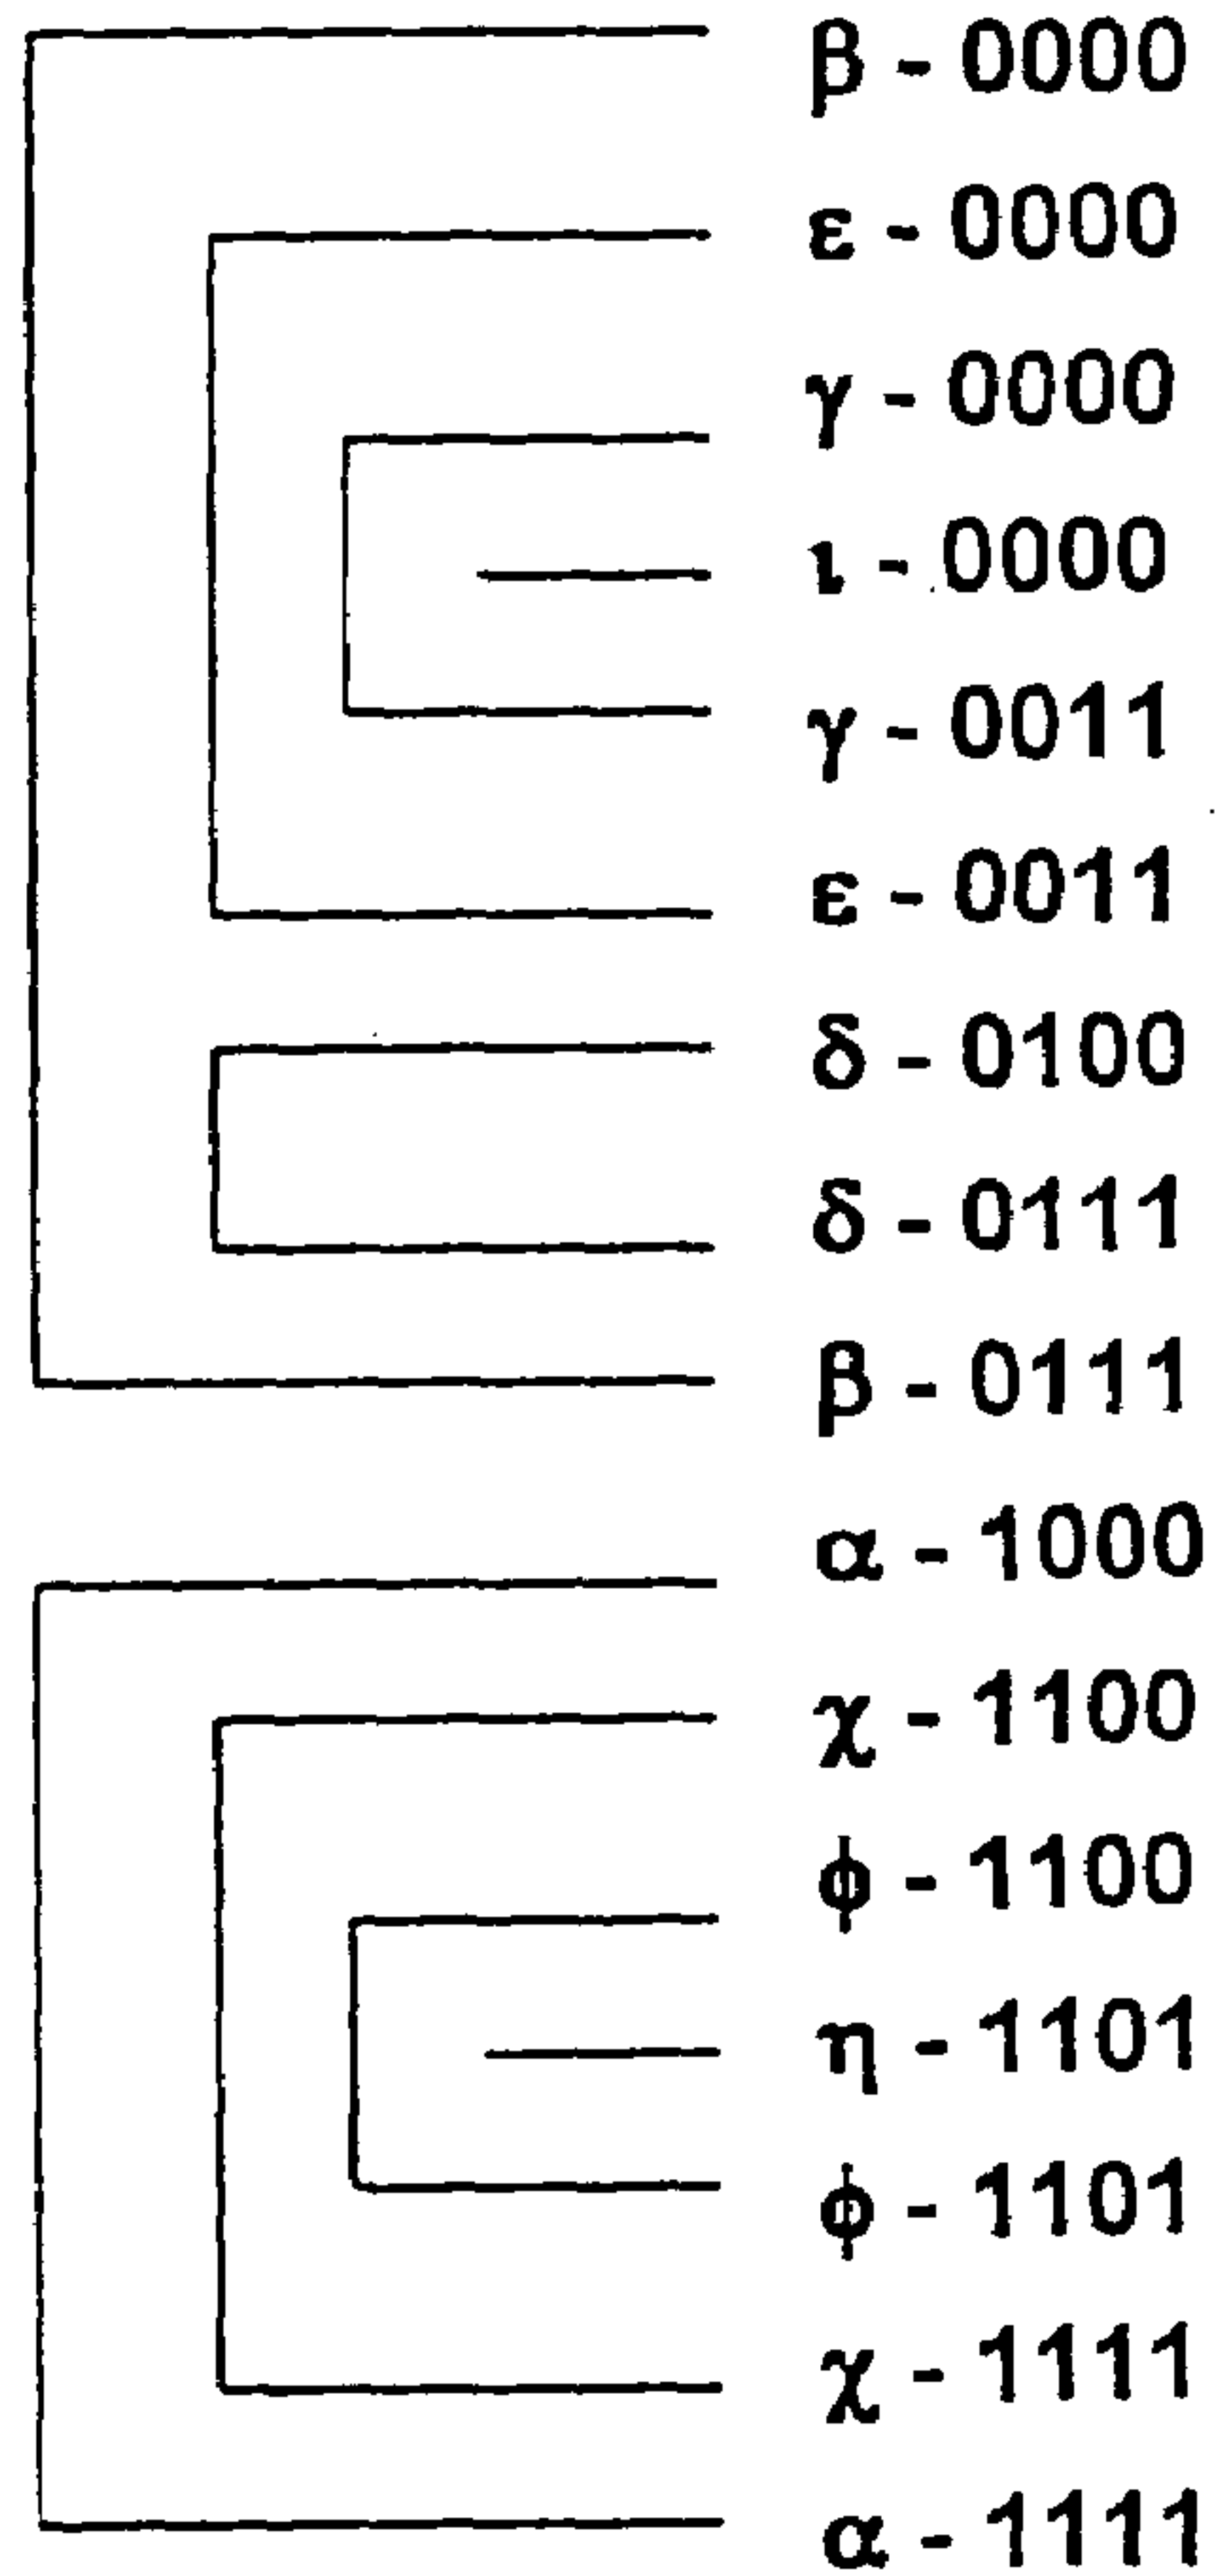 β - 0000
ε - 0000
γ - 0000
ι - 0000
γ - 0011
ε - 0011
δ - 0100
δ - 0111
β - 0111
α - 1000
χ - 1100
ϕ - 1100
η - 1101
ϕ - 1101
χ - 1111
α - 1111